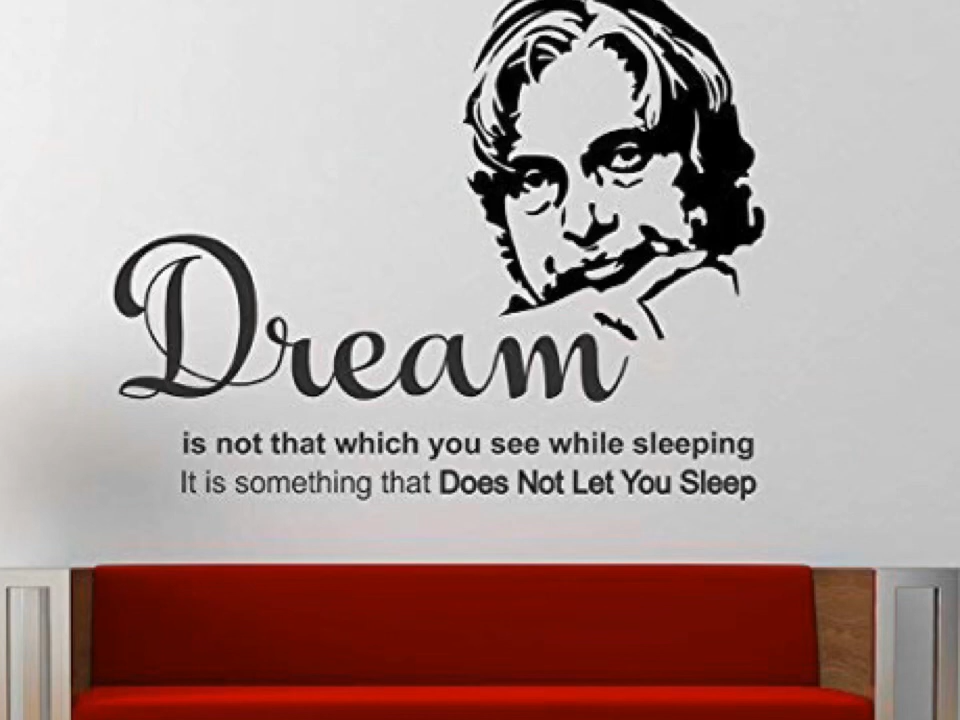 Dream
is not that which you see while sleeping
It is something that Does Not Let You Sleep